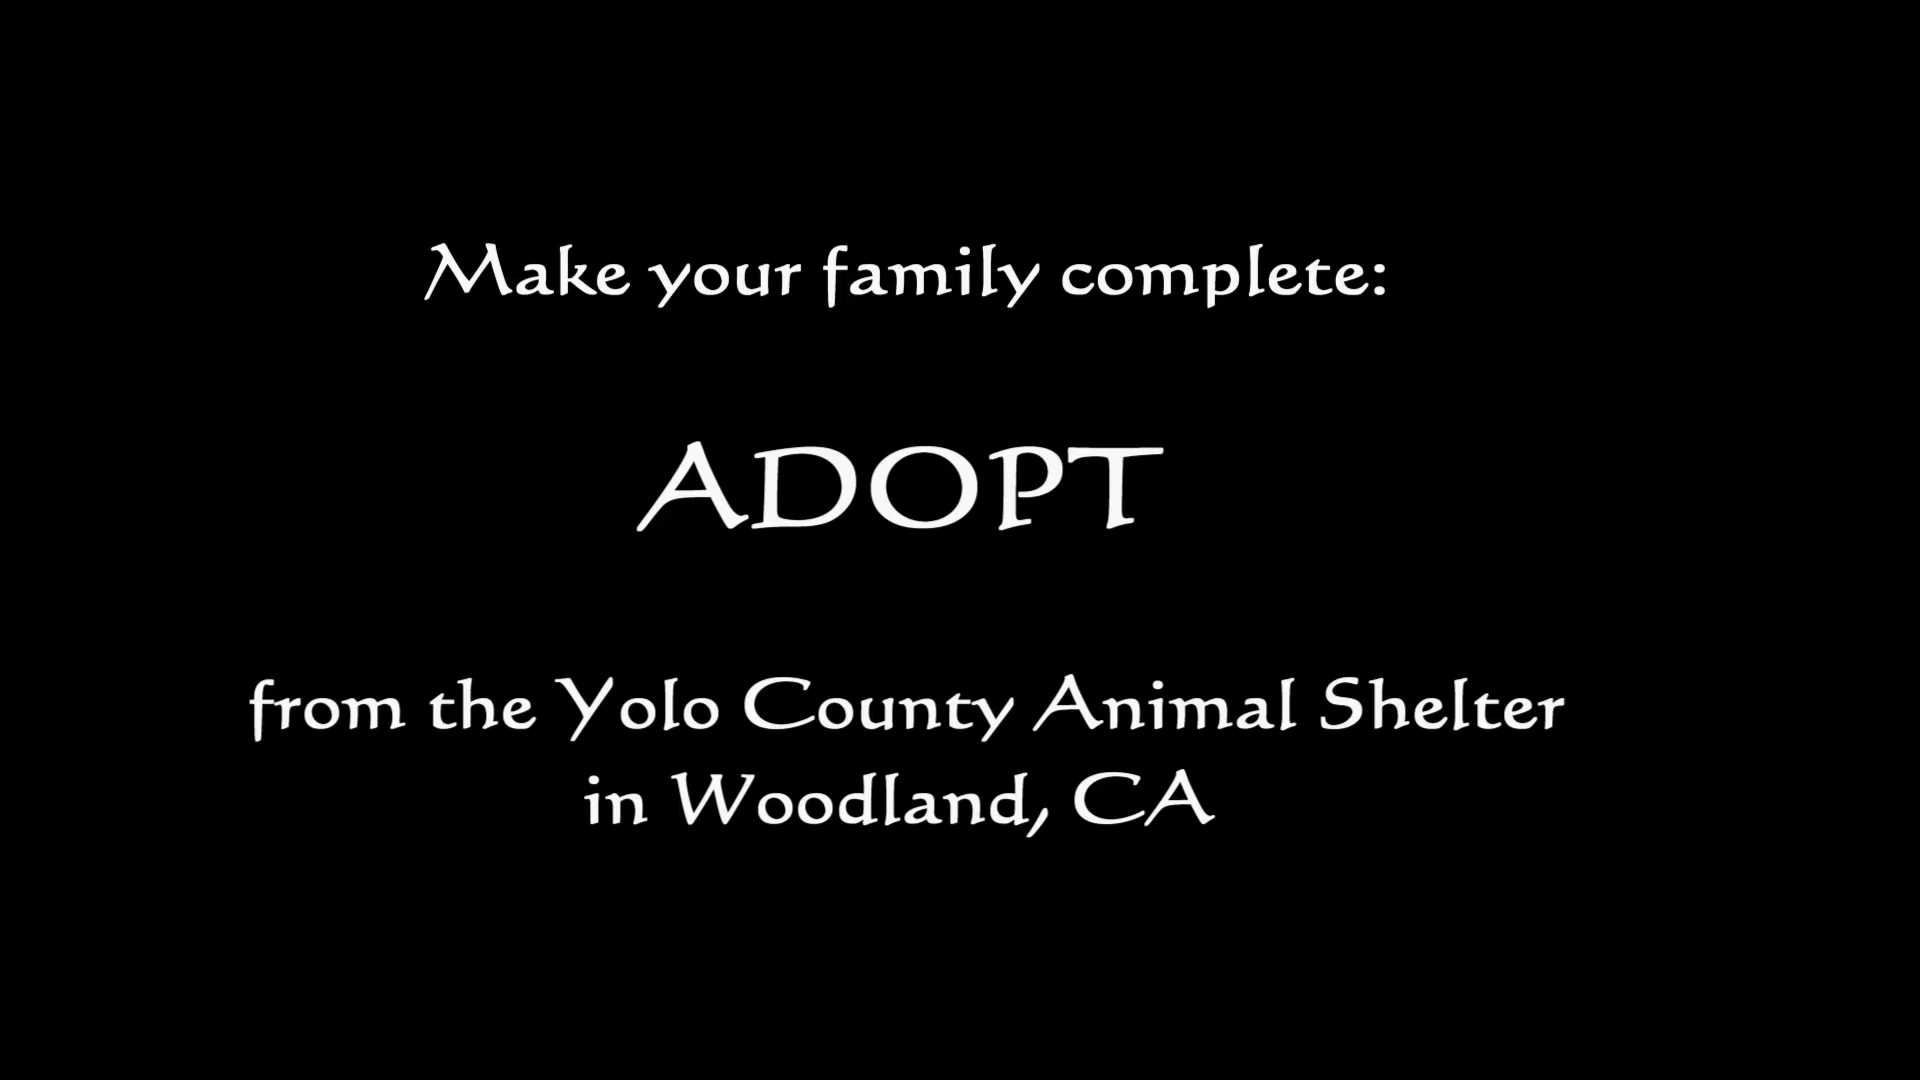 Make your family complete:
ADOPT
from the Yolo County Animal Shelter
in Woodland, CA